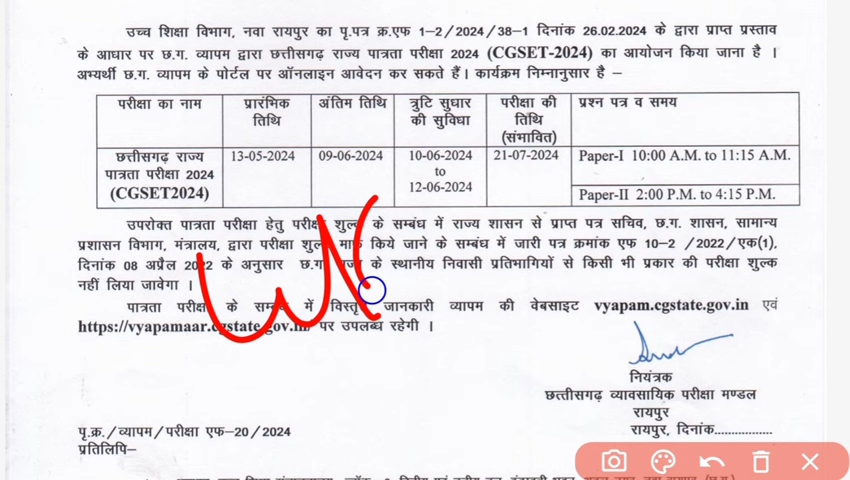 उच्च शिक्षा विभाग, नवा रायपुर का पृ.पत्र क्र.एफ 1–2/2024/38–1 दिनांक 26.02.2024 के द्वारा प्राप्त प्रस्ताव
के आधार पर छ.ग. व्यापम द्वारा छत्तीसगढ़ राज्य पात्रता परीक्षा 2024 (CGSET-2024) का आयोजन किया जाना है ।
अभ्यर्थी छ.ग. व्यापम के पोर्टल पर ऑनलाइन आवेदन कर सकते हैं। कार्यक्रम निम्नानुसार है –
परीक्षा का नाम प्रारंमिक तिथि अंतिम तिथि त्रुटि सुधार की सुविधा परीक्षा की तिथि (संभावित) प्रश्न पत्र व समय
छत्तीसगढ़ राज्य पात्रता परीक्षा 2024 (CGSET2024) 13-05-2024 09-06-2024 10-06-2024 to 12-06-2024 21-07-2024 Paper-I 10:00 A.M. to 11:15 A.M.
Paper-II 2:00 P.M. to 4:15 P.M.
उपरोक्त पात्रता परीक्षा हेतु परीक्षा शुल्क के सम्बंध में राज्य शासन से प्राप्त पत्र सचिव, छ.ग. शासन, सामान्य
प्रशासन विभाग, मंत्रालय, द्वारा परीक्षा शुल्क माफ किये जाने के सम्बंध में जारी पत्र क्रमांक एफ 10–2 /2022/एक(1),
दिनांक 08 अप्रैल 2022 के अनुसार छ.ग. के स्थानीय निवासी प्रतिभागियों से किसी भी प्रकार की परीक्षा शुल्क
नहीं लिया जावेगा ।
पात्रता परीक्षा के सम्बंध में विस्तृत जानकारी व्यापम की वेबसाइट vyapam.cgstate.gov.in एवं
https://vyapamaar.cgstate.gov.in/ पर उपलब्ध रहेगी ।
नियंत्रक
छत्तीसगढ़ व्यावसायिक परीक्षा मण्डल
रायपुर
पृ.क्र./व्यापम/परीक्षा एफ–20/2024 रायपुर, दिनांक................
प्रतिलिपि–